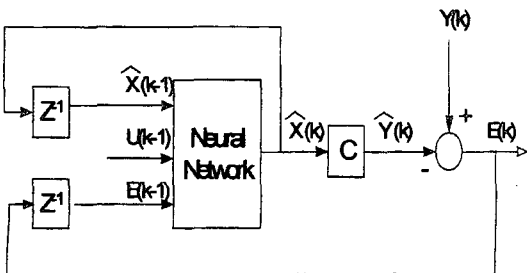 Y(k)
Z⁻¹
X̂(k-1)
U(k-1)
Neural
Network
X̂(k)
C
Ŷ(k)
+
-
E(k)
Z⁻¹
E(k-1)